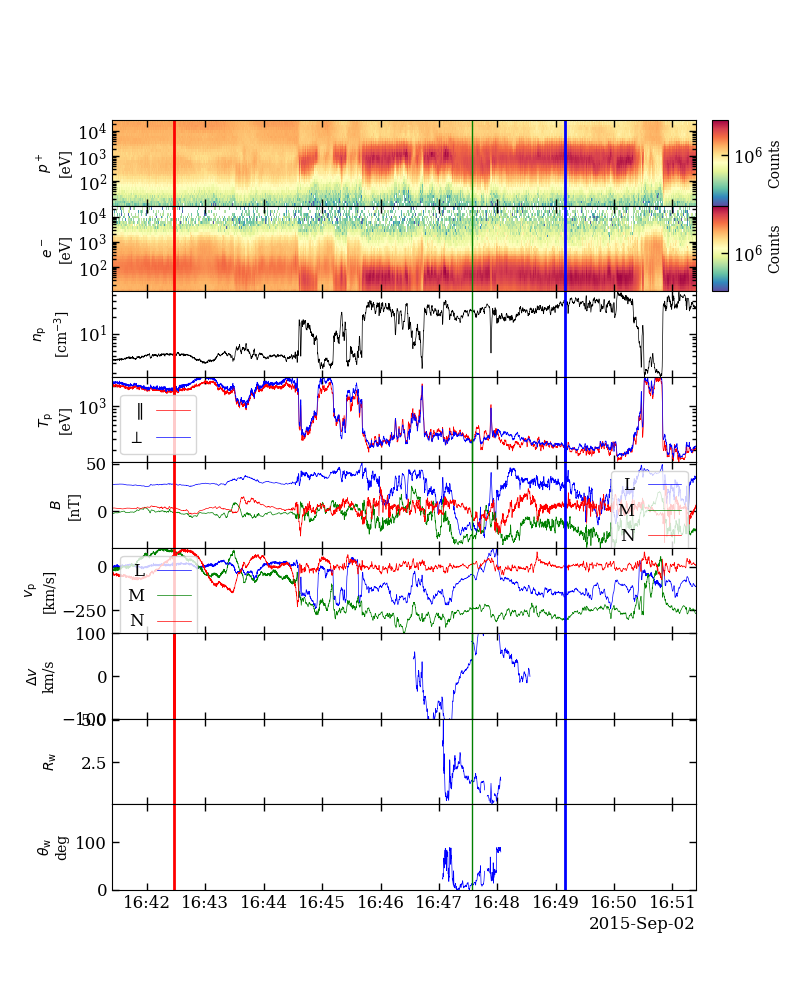 10⁴
10³
10²
p⁺
[eV]
10⁶
Counts
10⁴
10³
10²
e⁻
[eV]
10⁶
Counts
10¹
nₚ
[cm⁻³]
10³
Tₚ
[eV]
∥
⊥
50
0
B
[nT]
L
M
N
0
−250
vₚ
[km/s]
L
M
N
100
0
−100
Δv
km/s
5.0
2.5
R_w
100
0
θ_w
deg
16:42 16:43 16:44 16:45 16:46 16:47 16:48 16:49 16:50 16:51
2015-Sep-02